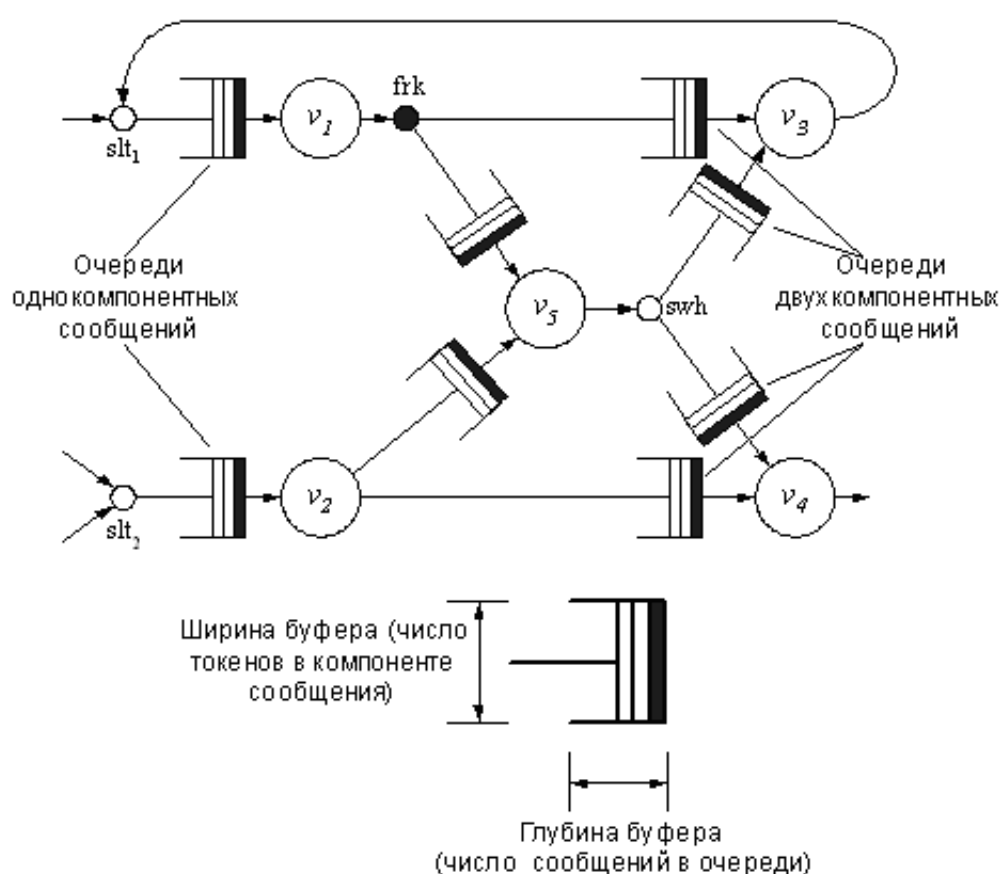 frk
v1
v3
slt1
Очереди
однокомпонентных
сообщений
v5
swh
Очереди
двухкомпонентных
сообщений
v2
v4
slt2
Ширина буфера (число
токенов в компоненте
сообщения)
Глубина буфера
(число сообщений в очереди)